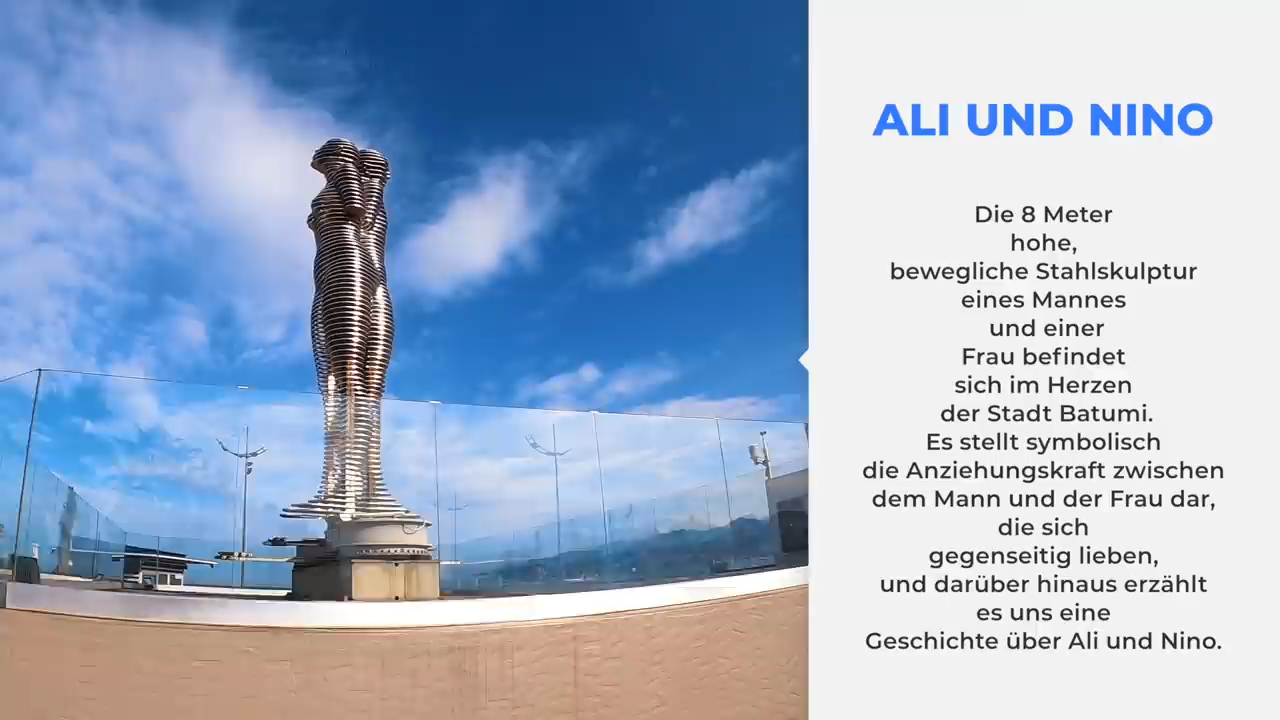 ALI UND NINO
Die 8 Meter
hohe,
bewegliche Stahlskulptur
eines Mannes
und einer
Frau befindet
sich im Herzen
der Stadt Batumi.
Es stellt symbolisch
die Anziehungskraft zwischen
dem Mann und der Frau dar,
die sich
gegenseitig lieben,
und darüber hinaus erzählt
es uns eine
Geschichte über Ali und Nino.